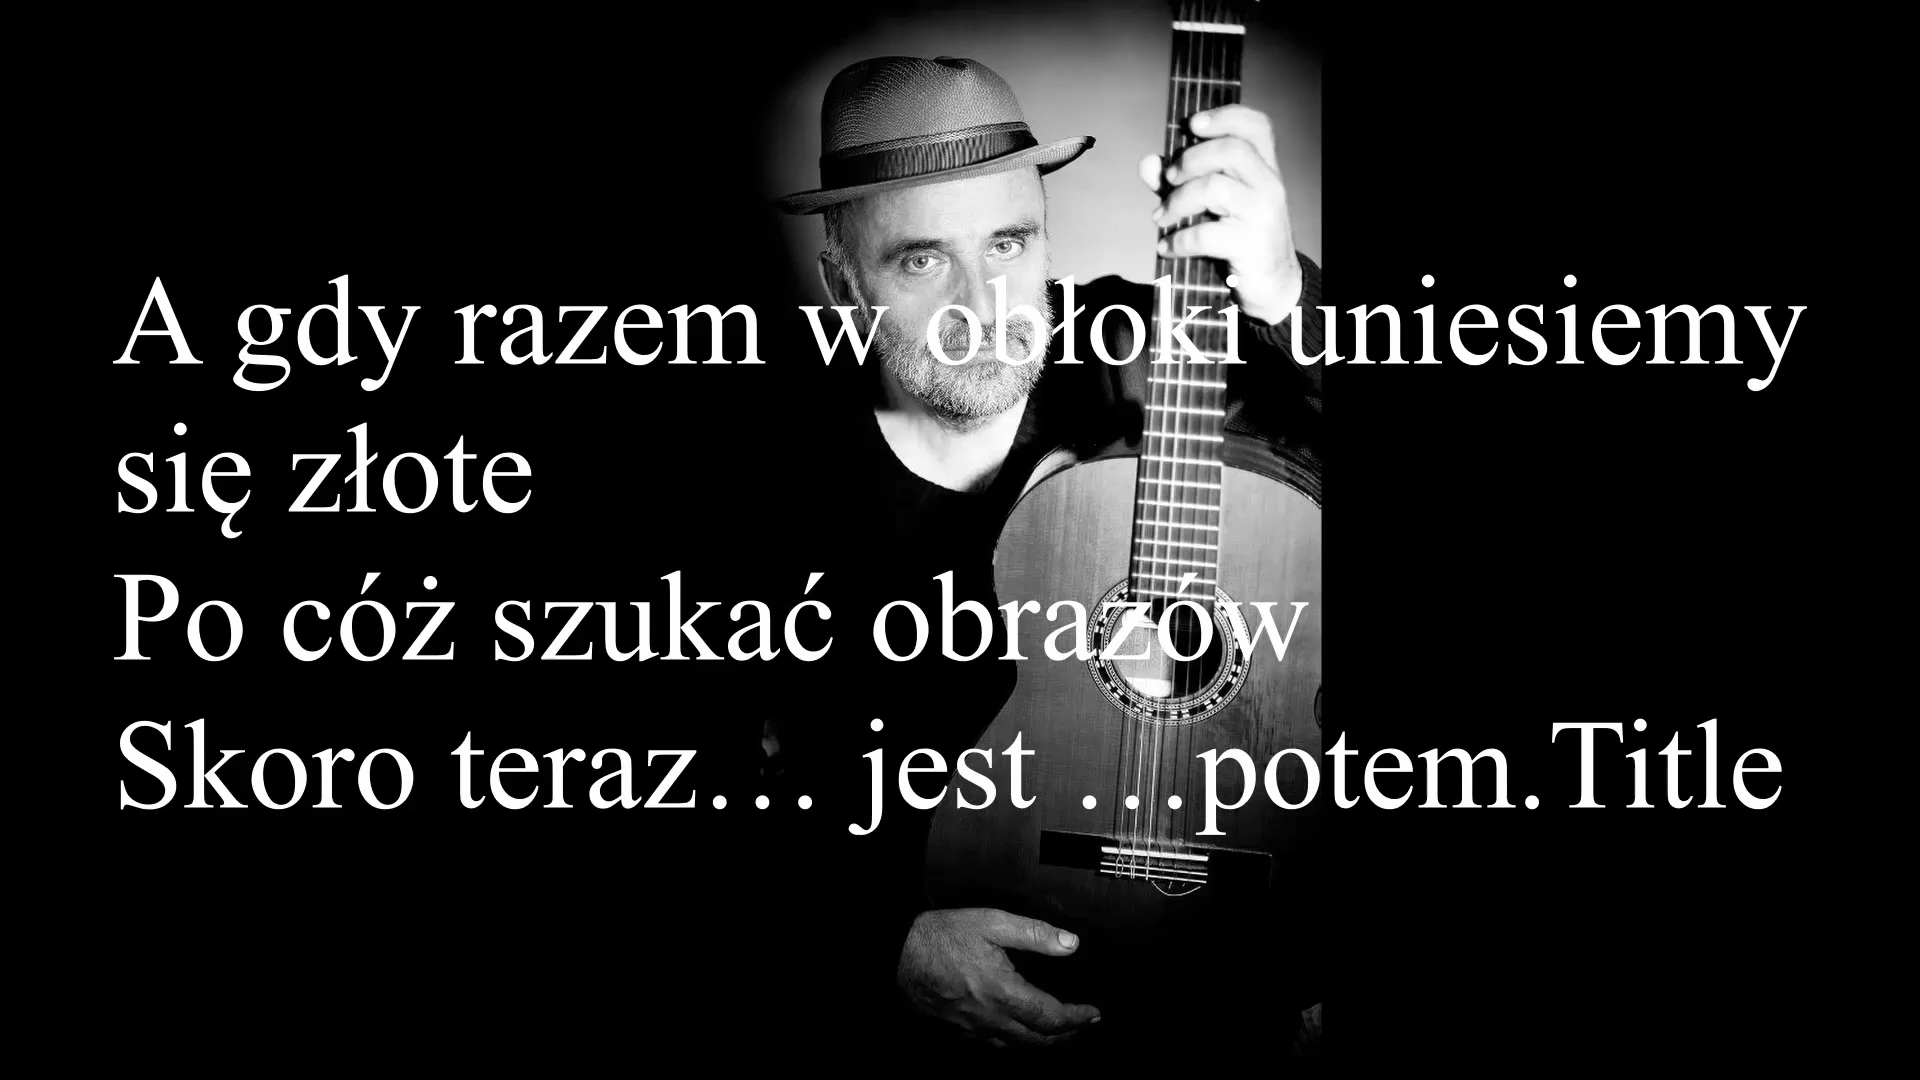 A gdy razem w obłoki uniesiemy
się złote
Po cóż szukać obrazów
Skoro teraz… jest …potem.Title